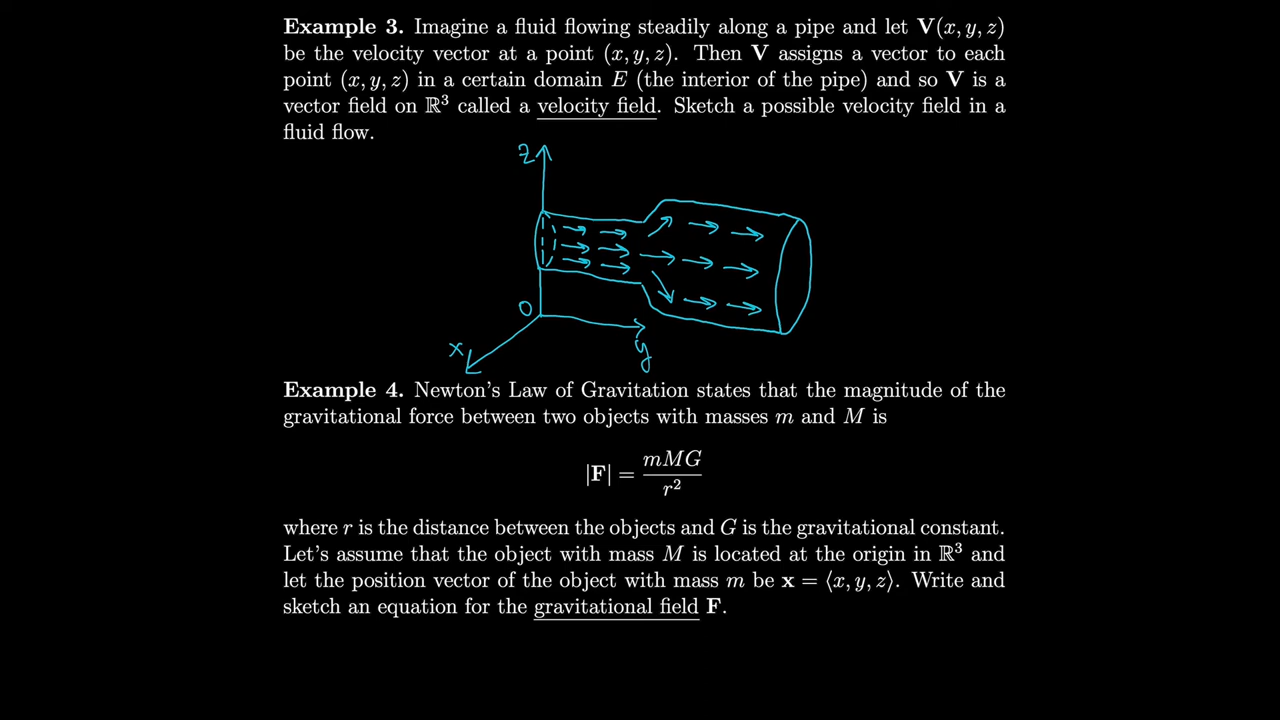 Example 3. Imagine a fluid flowing steadily along a pipe and let V(x, y, z)
be the velocity vector at a point (x, y, z). Then V assigns a vector to each
point (x, y, z) in a certain domain E (the interior of the pipe) and so V is a
vector field on ℝ³ called a velocity field. Sketch a possible velocity field in a
fluid flow.
z
O
x
y
Example 4. Newton's Law of Gravitation states that the magnitude of the
gravitational force between two objects with masses m and M is
|F| = mMG / r²
where r is the distance between the objects and G is the gravitational constant.
Let's assume that the object with mass M is located at the origin in ℝ³ and
let the position vector of the object with mass m be x = ⟨x, y, z⟩. Write and
sketch an equation for the gravitational field F.